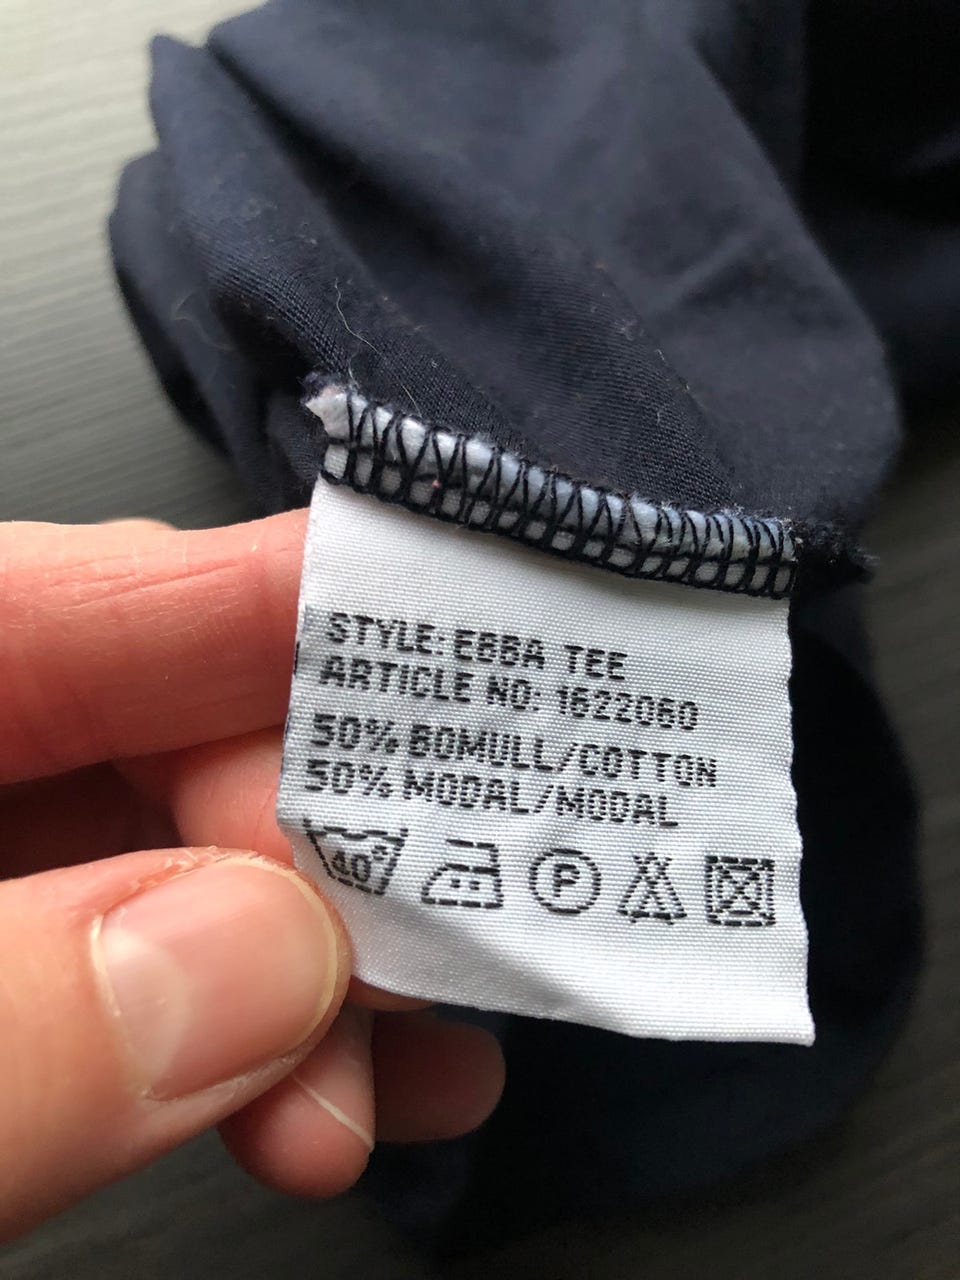 STYLE: EBBA TEE
ARTICLE NO: 1622060
50% BOMULL/COTTON
50% MODAL/MODAL
40° P